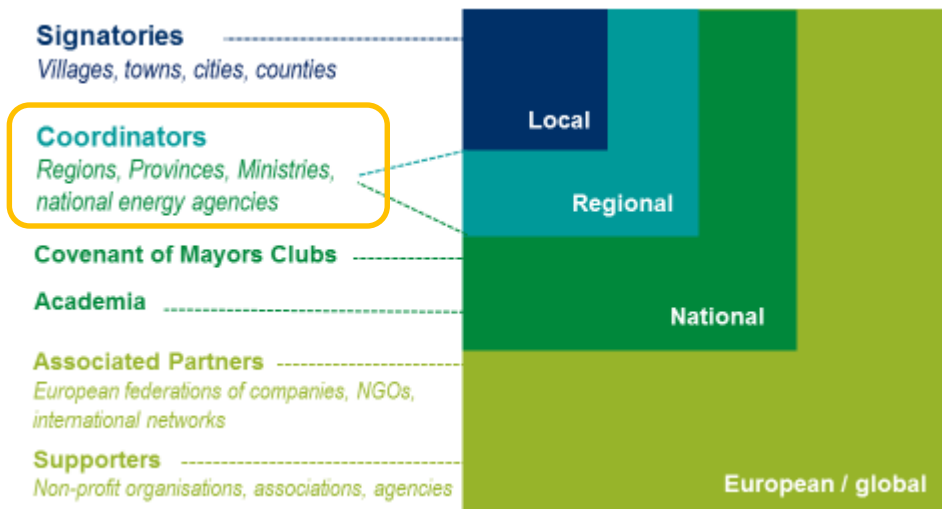 Signatories
Villages, towns, cities, counties
Coordinators
Regions, Provinces, Ministries,
national energy agencies
Covenant of Mayors Clubs
Academia
Associated Partners
European federations of companies, NGOs,
international networks
Supporters
Non-profit organisations, associations, agencies
Local
Regional
National
European / global